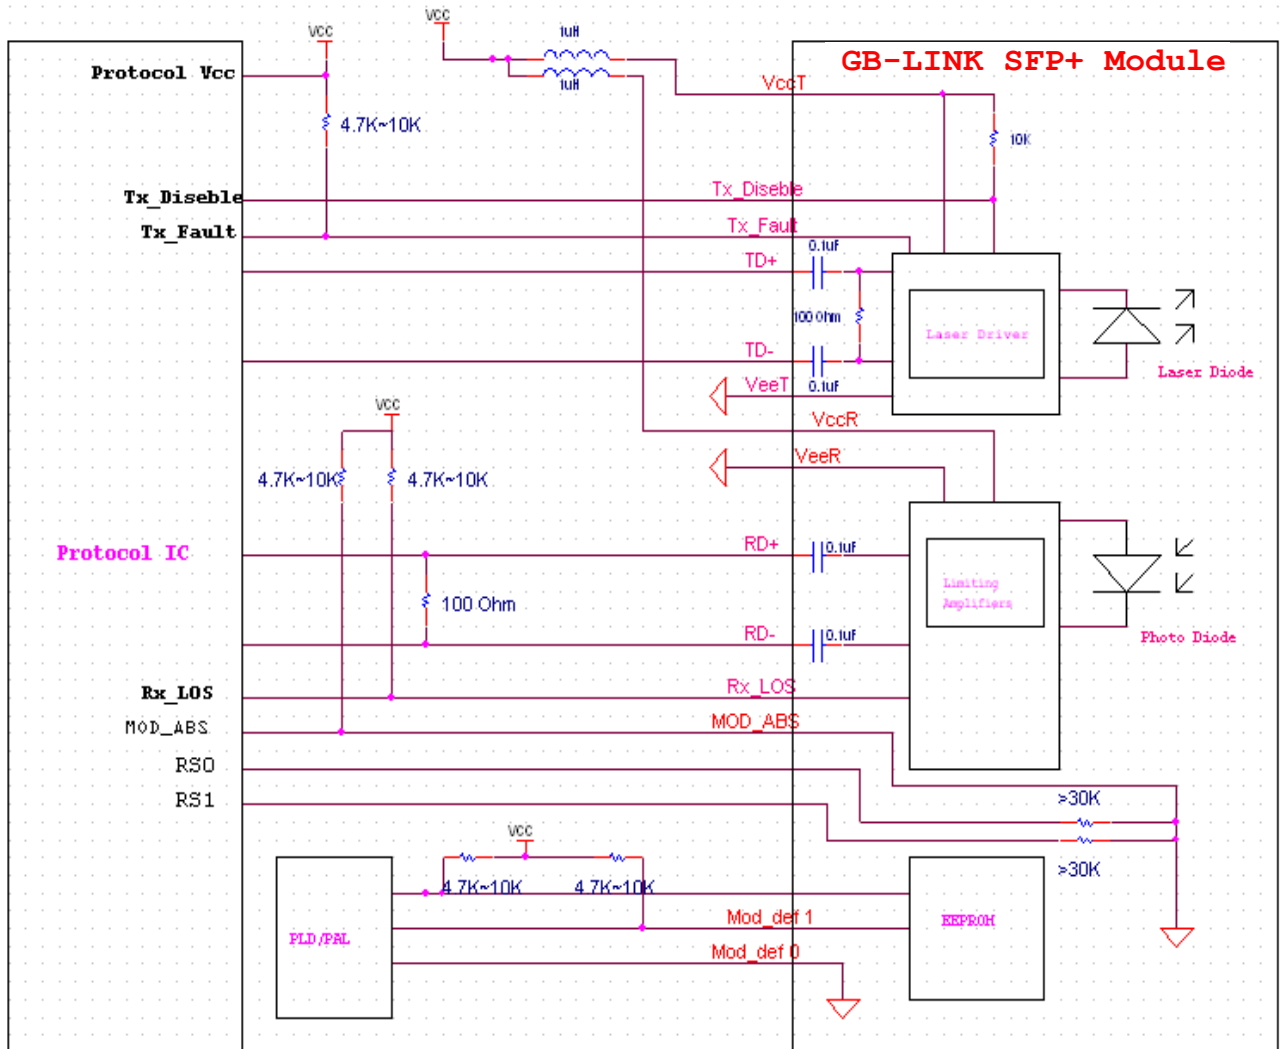 VCC
1uH
VCC
GB-LINK SFP+ Module
Protocol Vcc
1uH
VccT
4.7K~10K
10K
Tx_Diseble
Tx_Diseble
Tx_Fault
Tx_Fault
0.1uF
TD+
100 Ohm
Laser Driver
TD-
Laser Diode
VeeT
0.1uF
VCC
VccR
VeeR
4.7K~10K
4.7K~10K
Protocol IC
RD+
0.1uF
Limiting
Amplifiers
100 Ohm
RD-
0.1uF
Photo Diode
Rx_LOS
Rx_LOS
MOD_ABS
MOD_ABS
RS0
RS1
>30K
VCC
>30K
4.7K~10K
4.7K~10K
Mod_def 1
EEPROM
PLD/PAL
Mod_def 0